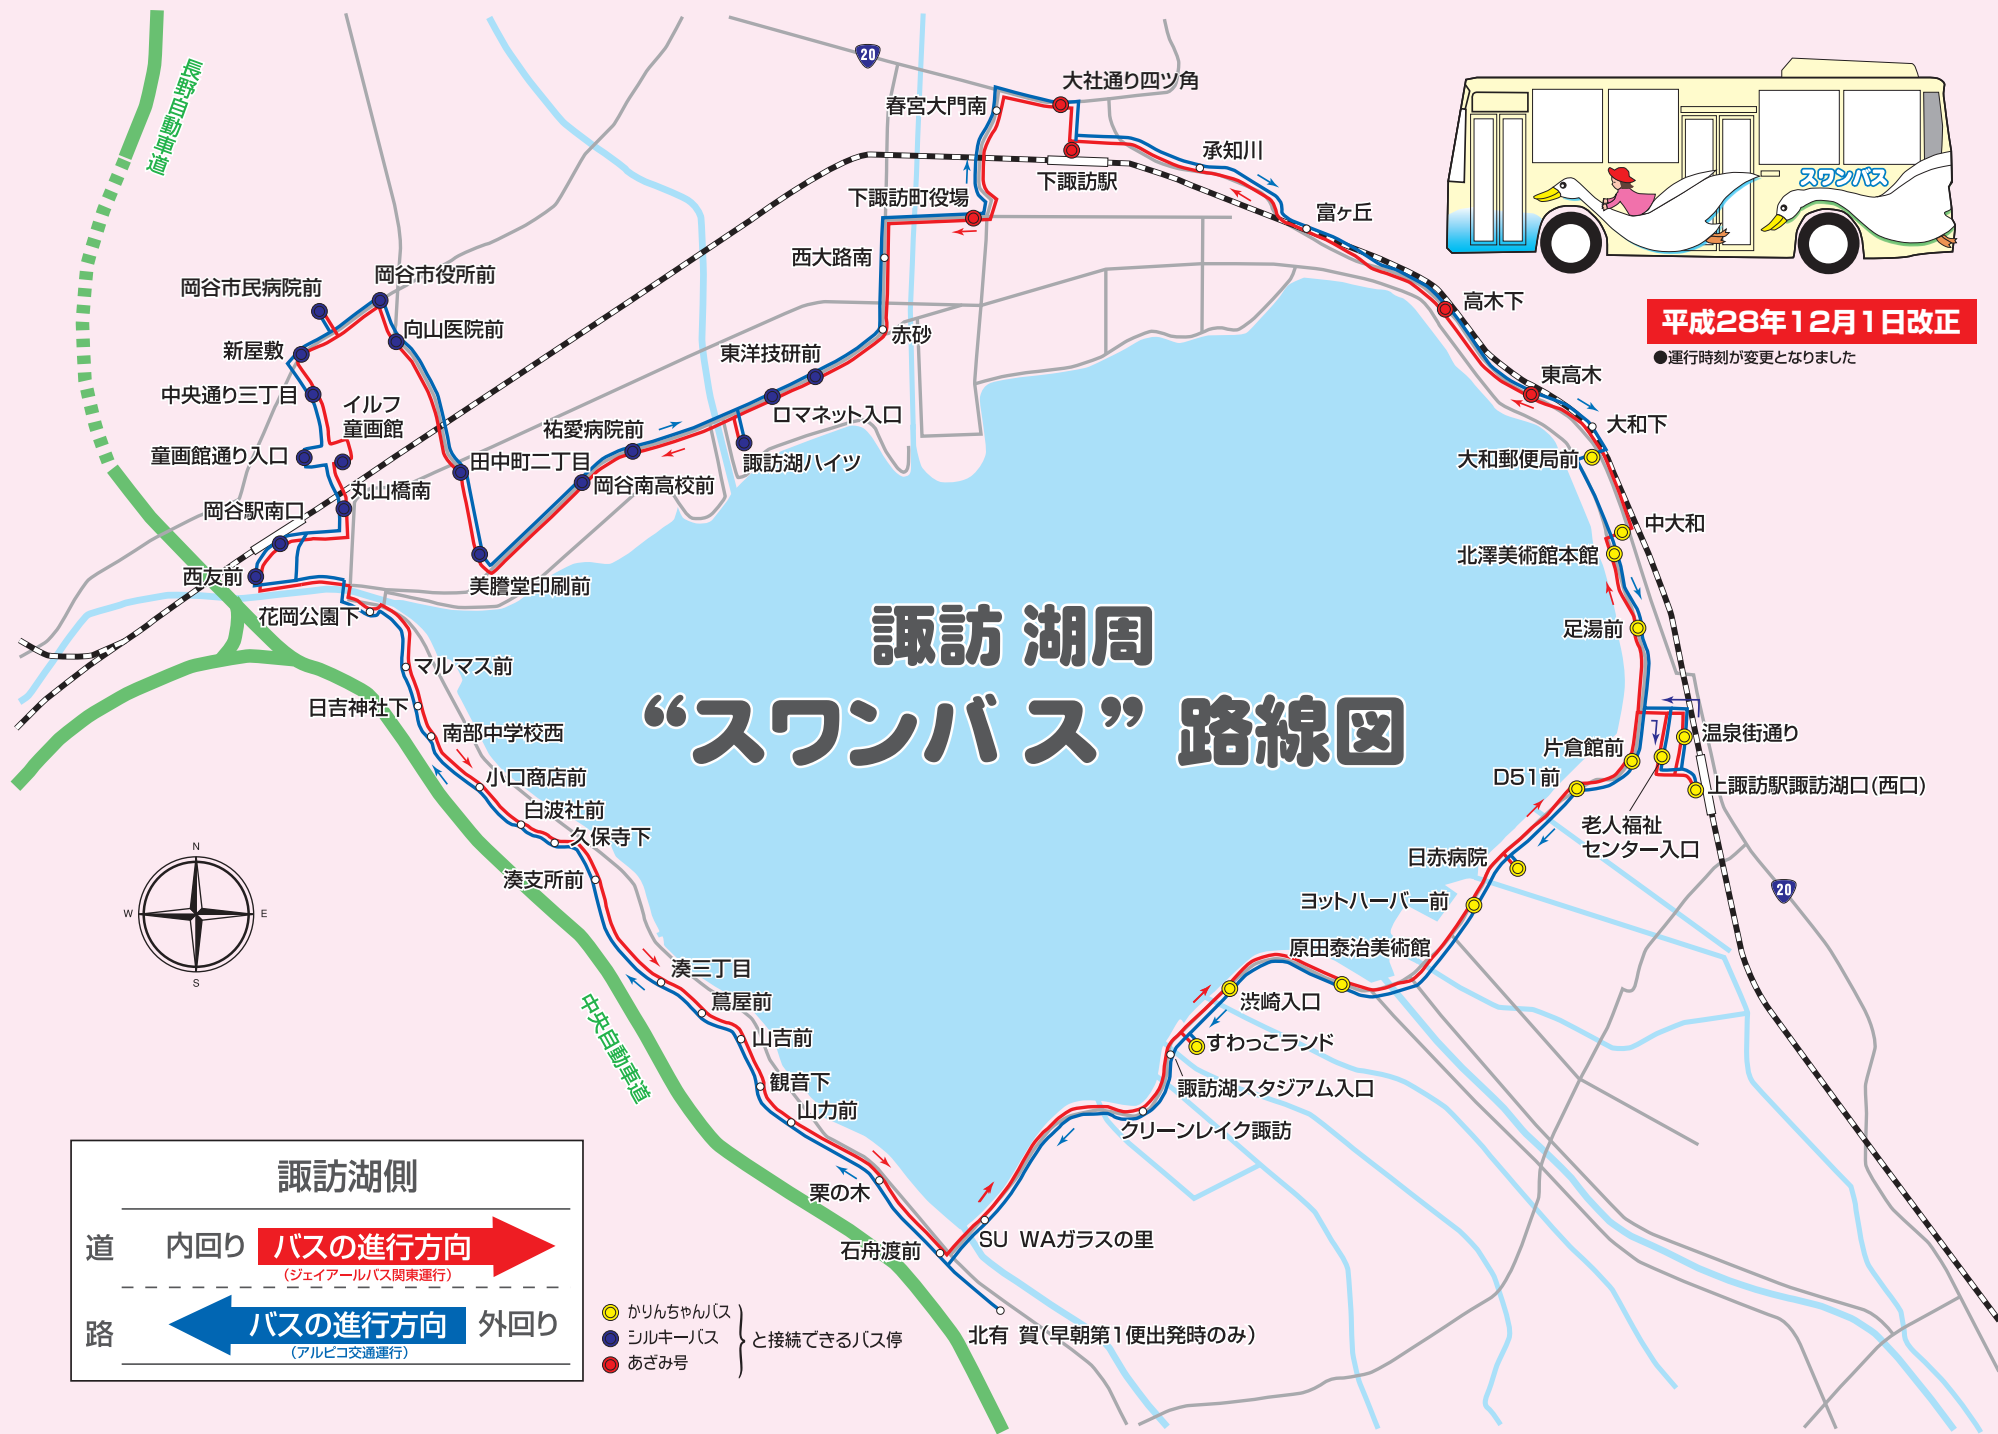 諏訪 湖周
“スワンバ ス” 路線図
スワンバス
平成28年12月1日改正
●運行時刻が変更となりました
20
長野自動車道
大社通り四ツ角
春宮大門南
承知川
下諏訪駅
下諏訪町役場
富ヶ丘
西大路南
高木下
赤砂
東洋技研前
ロマネット入口
諏訪湖ハイツ
祐愛病院前
岡谷南高校前
田中町二丁目
美謄堂印刷前
岡谷市民病院前
岡谷市役所前
向山医院前
新屋敷
中央通り三丁目
イルフ
童画館
童画館通り入口
丸山橋南
岡谷駅南口
西友前
花岡公園下
マルマス前
日吉神社下
南部中学校西
小口商店前
白波社前
久保寺下
湊支所前
湊三丁目
蔦屋前
山吉前
観音下
山力前
栗の木
石舟渡前
中央自動車道
東高木
大和下
大和郵便局前
中大和
北澤美術館本館
足湯前
温泉街通り
片倉館前
上諏訪駅諏訪湖口(西口)
D51前
老人福祉
センター入口
日赤病院
ヨットハーバー前
原田泰治美術館
渋崎入口
すわっこランド
諏訪湖スタジアム入口
クリーンレイク諏訪
SU WAガラスの里
北有 賀(早朝第1便出発時のみ)
20
N
W
E
S
諏訪湖側
道
内回り
バスの進行方向
(ジェイアールバス関東運行)
路
バスの進行方向
外回り
(アルピコ交通運行)
かりんちゃんバス
シルキーバス
あざみ号
と接続できるバス停